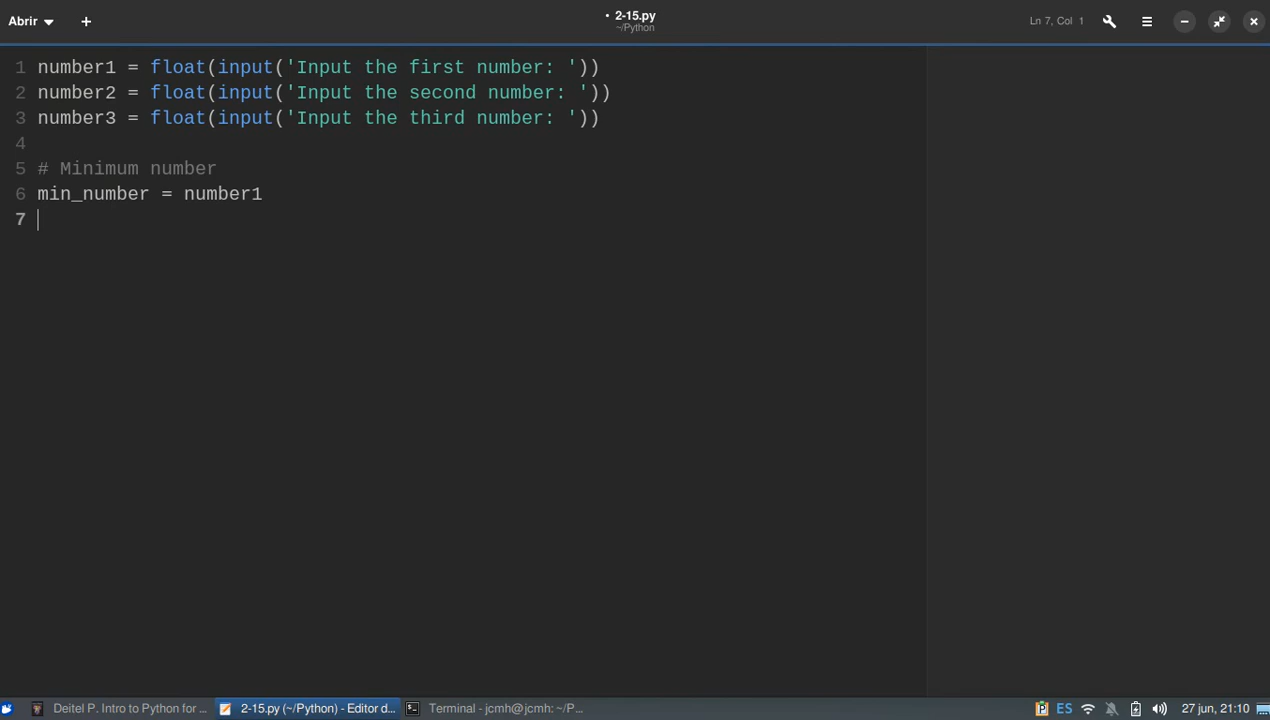 Abrir
+
• 2-15.py
~/Python
Ln 7, Col 1
1 number1 = float(input('Input the first number: '))
2 number2 = float(input('Input the second number: '))
3 number3 = float(input('Input the third number: '))
4
5 # Minimum number
6 min_number = number1
7
Deitel P. Intro to Python for ...
2-15.py (~/Python) - Editor d...
Terminal - jcmh@jcmh: ~/P...
ES
27 jun, 21:10